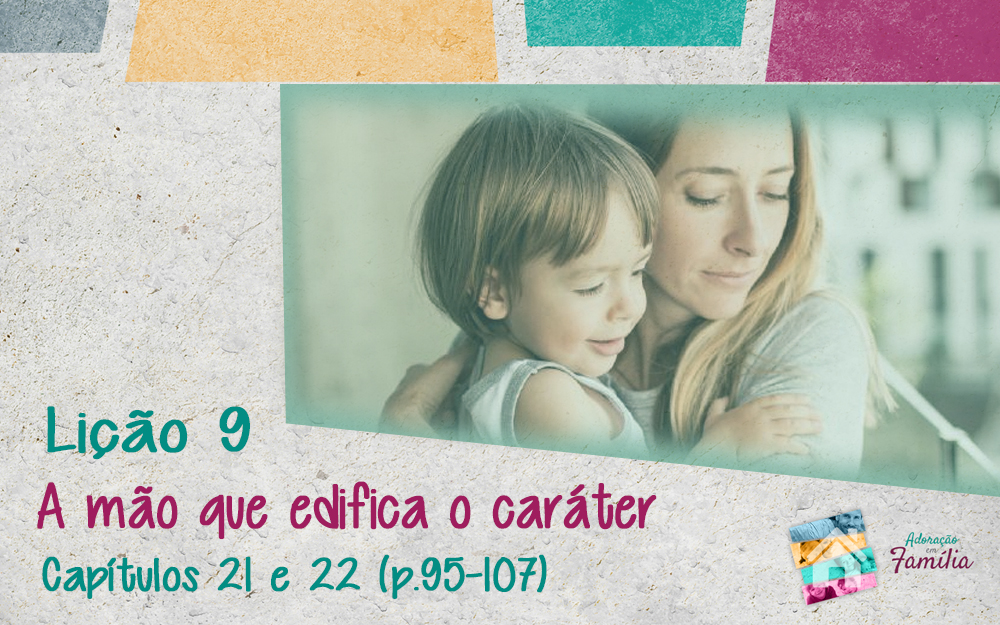 Lição 9
A mão que edifica o caráter
Capítulos 21 e 22 (p.95-107)
Adoração
em
Família